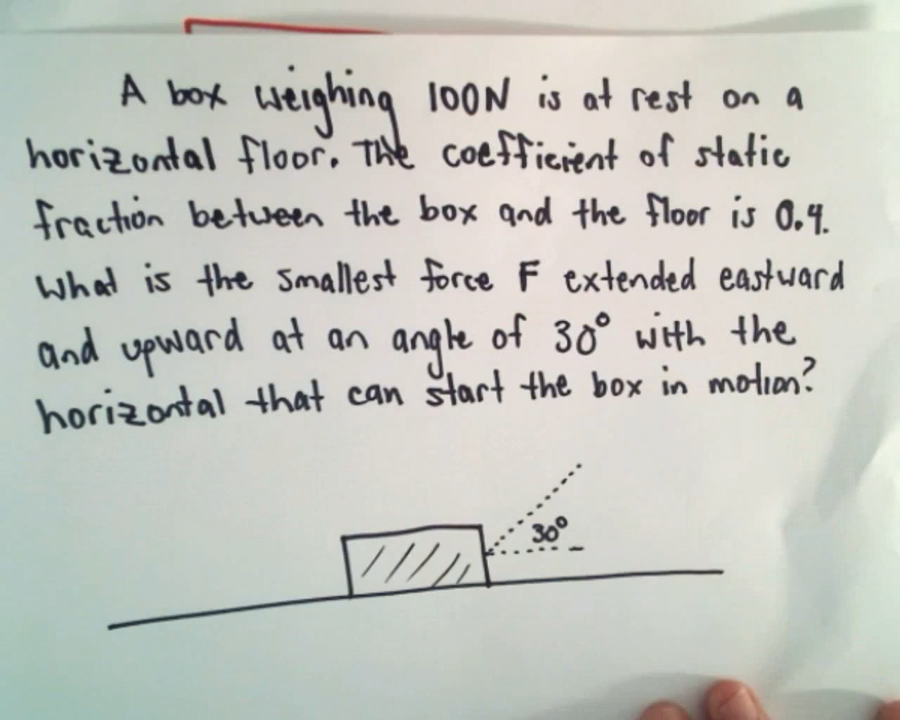 A box weighing 100N is at rest on a
horizontal floor. The coefficient of static
fraction between the box and the floor is 0.4.
What is the smallest force F extended eastward
and upward at an angle of 30° with the
horizontal that can start the box in motion?
30°